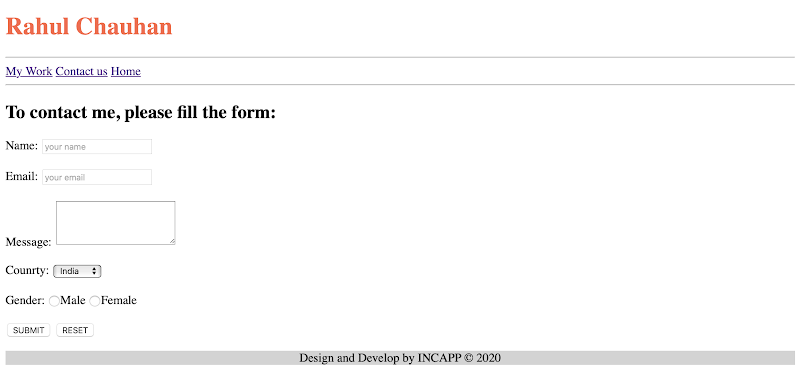 Rahul Chauhan
My Work Contact us Home
To contact me, please fill the form:
Name: your name
Email: your email
Message:
Counrty: India
Gender: Male Female
SUBMIT RESET
Design and Develop by INCAPP © 2020